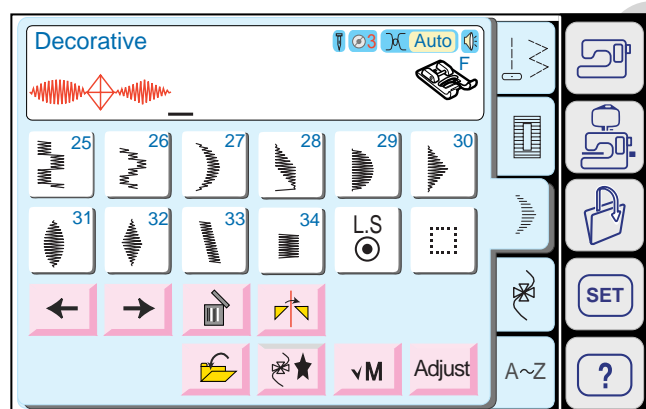 Decorative 3 Auto
F
25 26 27 28 29 30
31 32 33 34 L.S
SET
M Adjust A~Z ?